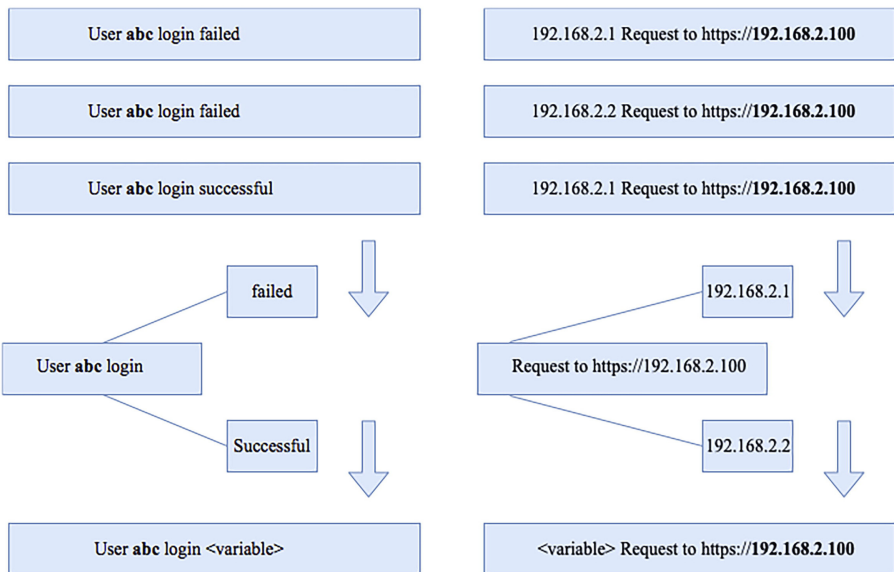 User abc login failed
192.168.2.1 Request to https://192.168.2.100
User abc login failed
192.168.2.2 Request to https://192.168.2.100
User abc login successful
192.168.2.1 Request to https://192.168.2.100
failed
192.168.2.1
User abc login
Request to https://192.168.2.100
Successful
192.168.2.2
User abc login <variable>
<variable> Request to https://192.168.2.100